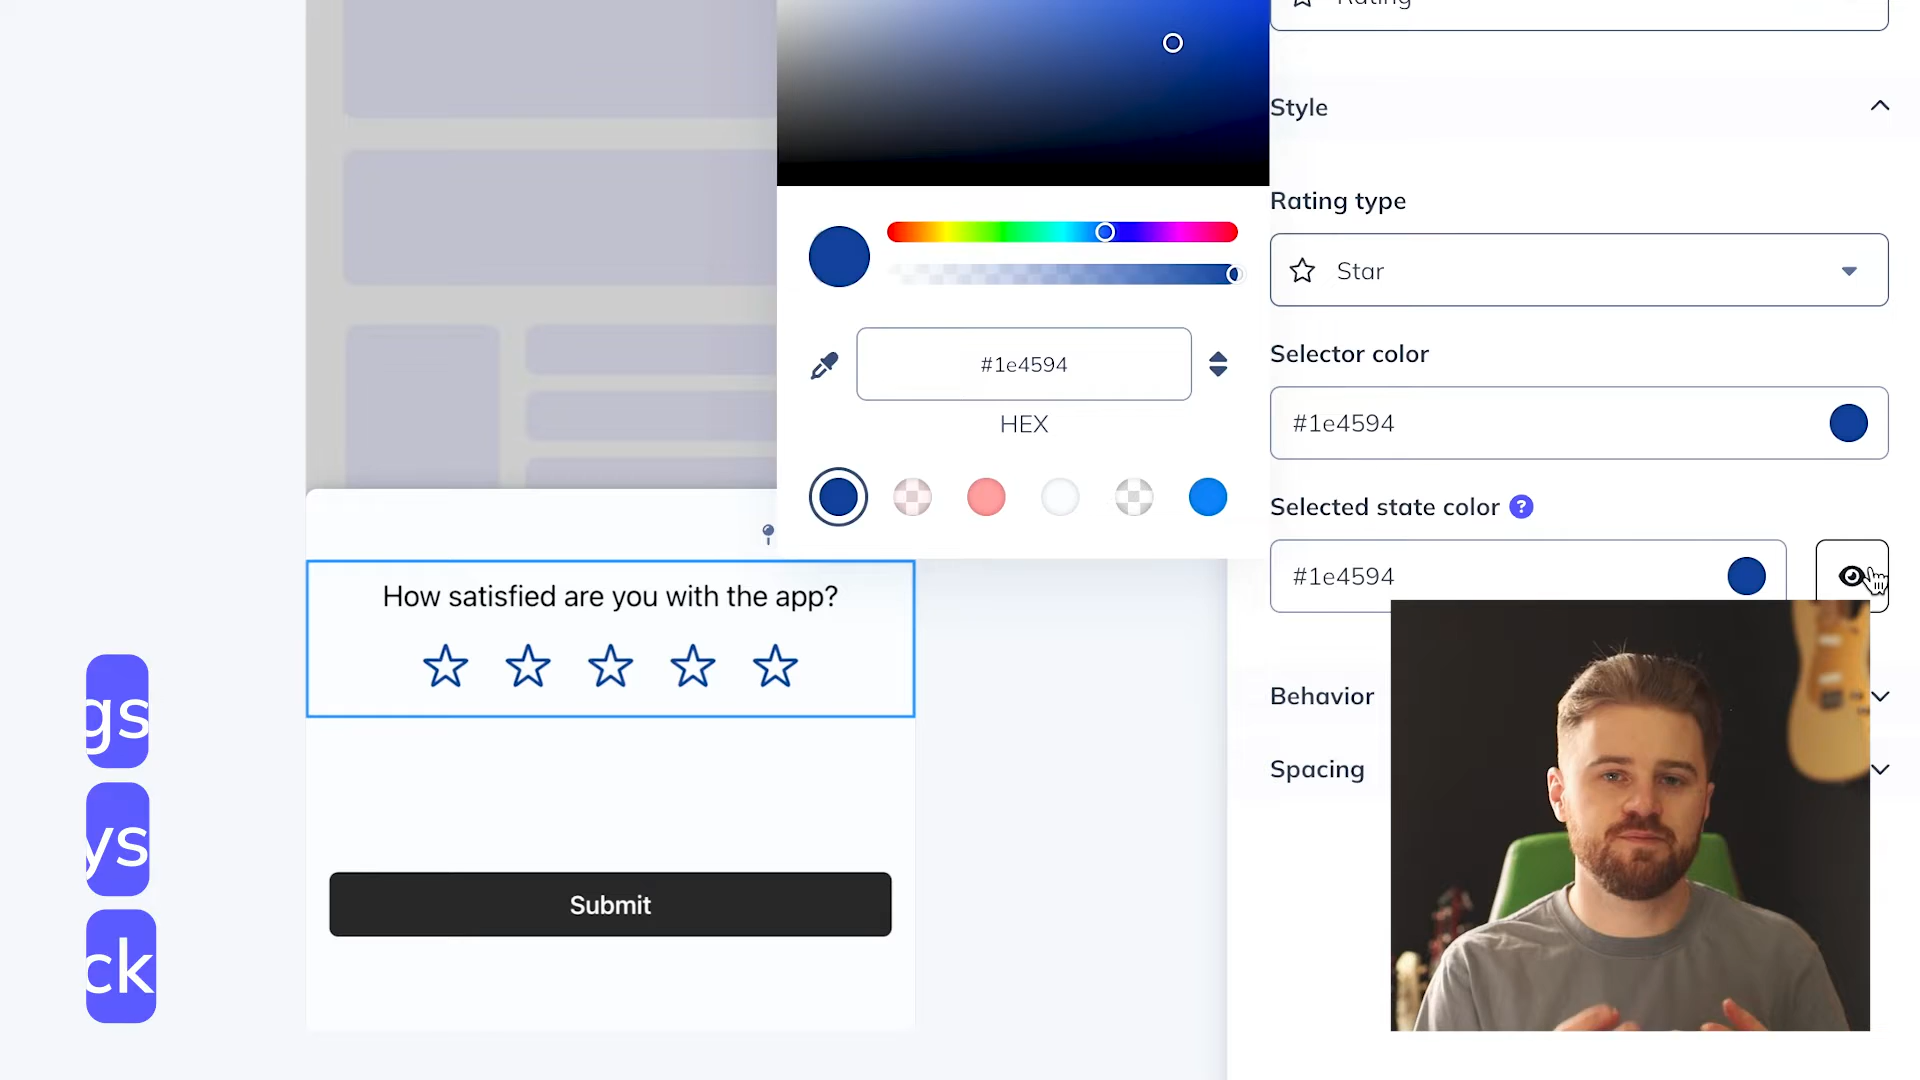 Rating
Style
Rating type
Star
Selector color
#1e4594
#1e4594
HEX
Selected state color ?
#1e4594
How satisfied are you with the app?
Behavior
Spacing
Submit
gs
ys
ck